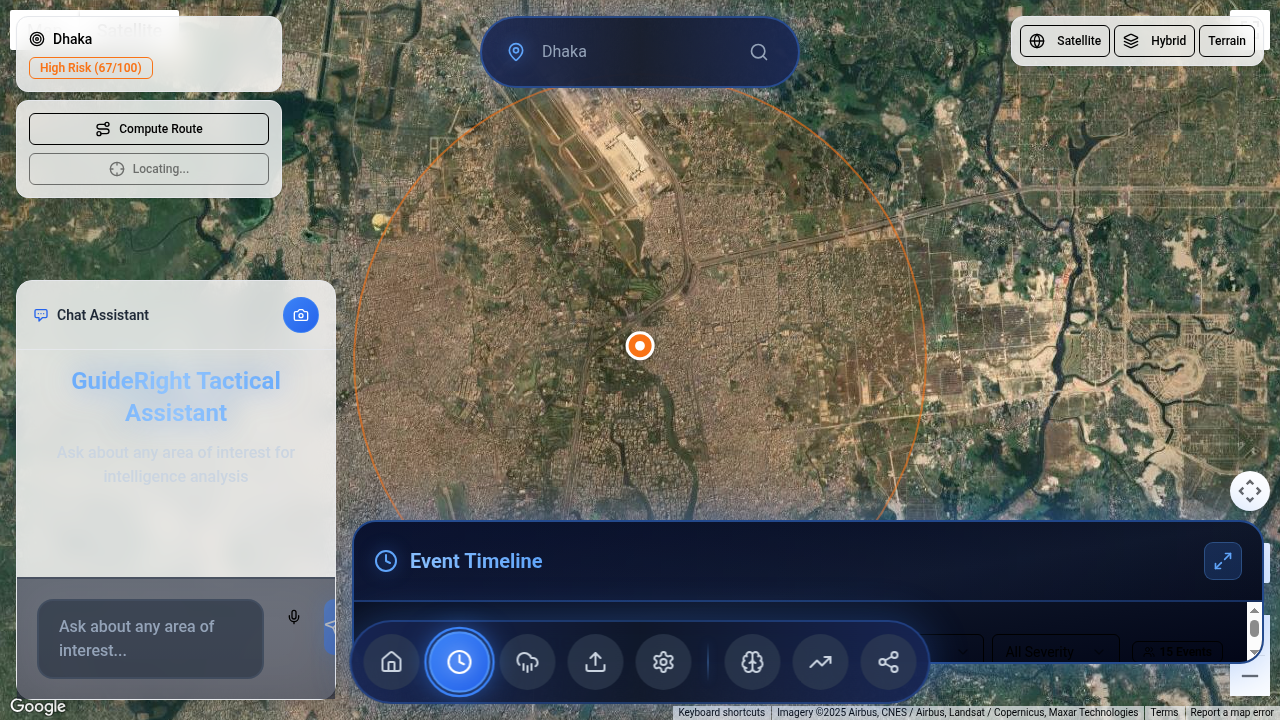 Satellite
Dhaka
High Risk (67/100)
Compute Route
Locating...
Dhaka
Satellite
Hybrid
Terrain
Chat Assistant
GuideRight Tactical
Assistant
Ask about any area of interest for
intelligence analysis
Ask about any area of
interest...
Event Timeline
All Severity
15 Events
Google
Keyboard shortcuts
Imagery ©2025 Airbus, CNES / Airbus, Landsat / Copernicus, Maxar Technologies
Terms
Report a map error